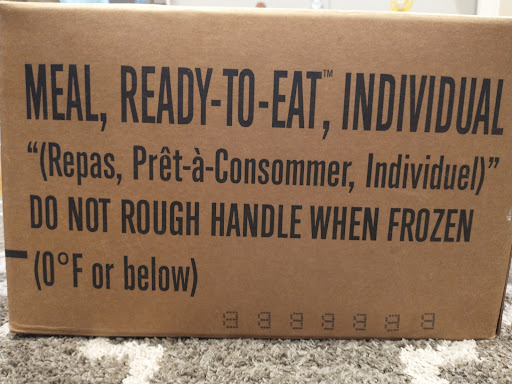 MEAL, READY-TO-EAT™, INDIVIDUAL
“(Repas, Prêt-à-Consommer, Individuel)”
DO NOT ROUGH HANDLE WHEN FROZEN
(0°F or below)